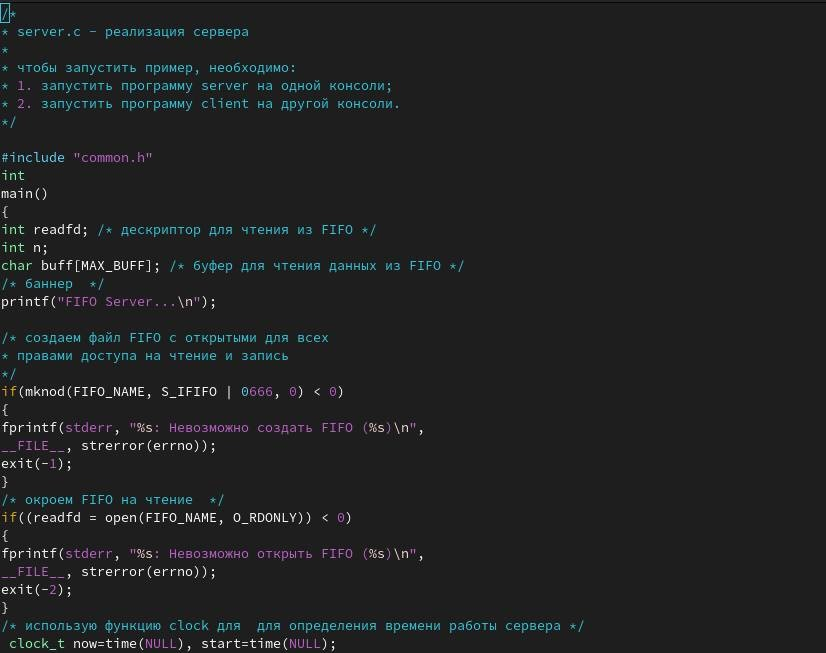 /*
* server.c - реализация сервера
*
* чтобы запустить пример, необходимо:
* 1. запустить программу server на одной консоли;
* 2. запустить программу client на другой консоли.
*/
#include "common.h"
int
main()
{
int readfd; /* дескриптор для чтения из FIFO */
int n;
char buff[MAX_BUFF]; /* буфер для чтения данных из FIFO */
/* баннер  */
printf("FIFO Server...\n");
/* создаем файл FIFO с открытыми для всех
* правами доступа на чтение и запись
*/
if(mknod(FIFO_NAME, S_IFIFO | 0666, 0) < 0)
{
fprintf(stderr, "%s: Невозможно создать FIFO (%s)\n",
__FILE__, strerror(errno));
exit(-1);
}
/* окроем FIFO на чтение  */
if((readfd = open(FIFO_NAME, O_RDONLY)) < 0)
{
fprintf(stderr, "%s: Невозможно открыть FIFO (%s)\n",
__FILE__, strerror(errno));
exit(-2);
}
/* использую функцию clock для  для определения времени работы сервера */
 clock_t now=time(NULL), start=time(NULL);